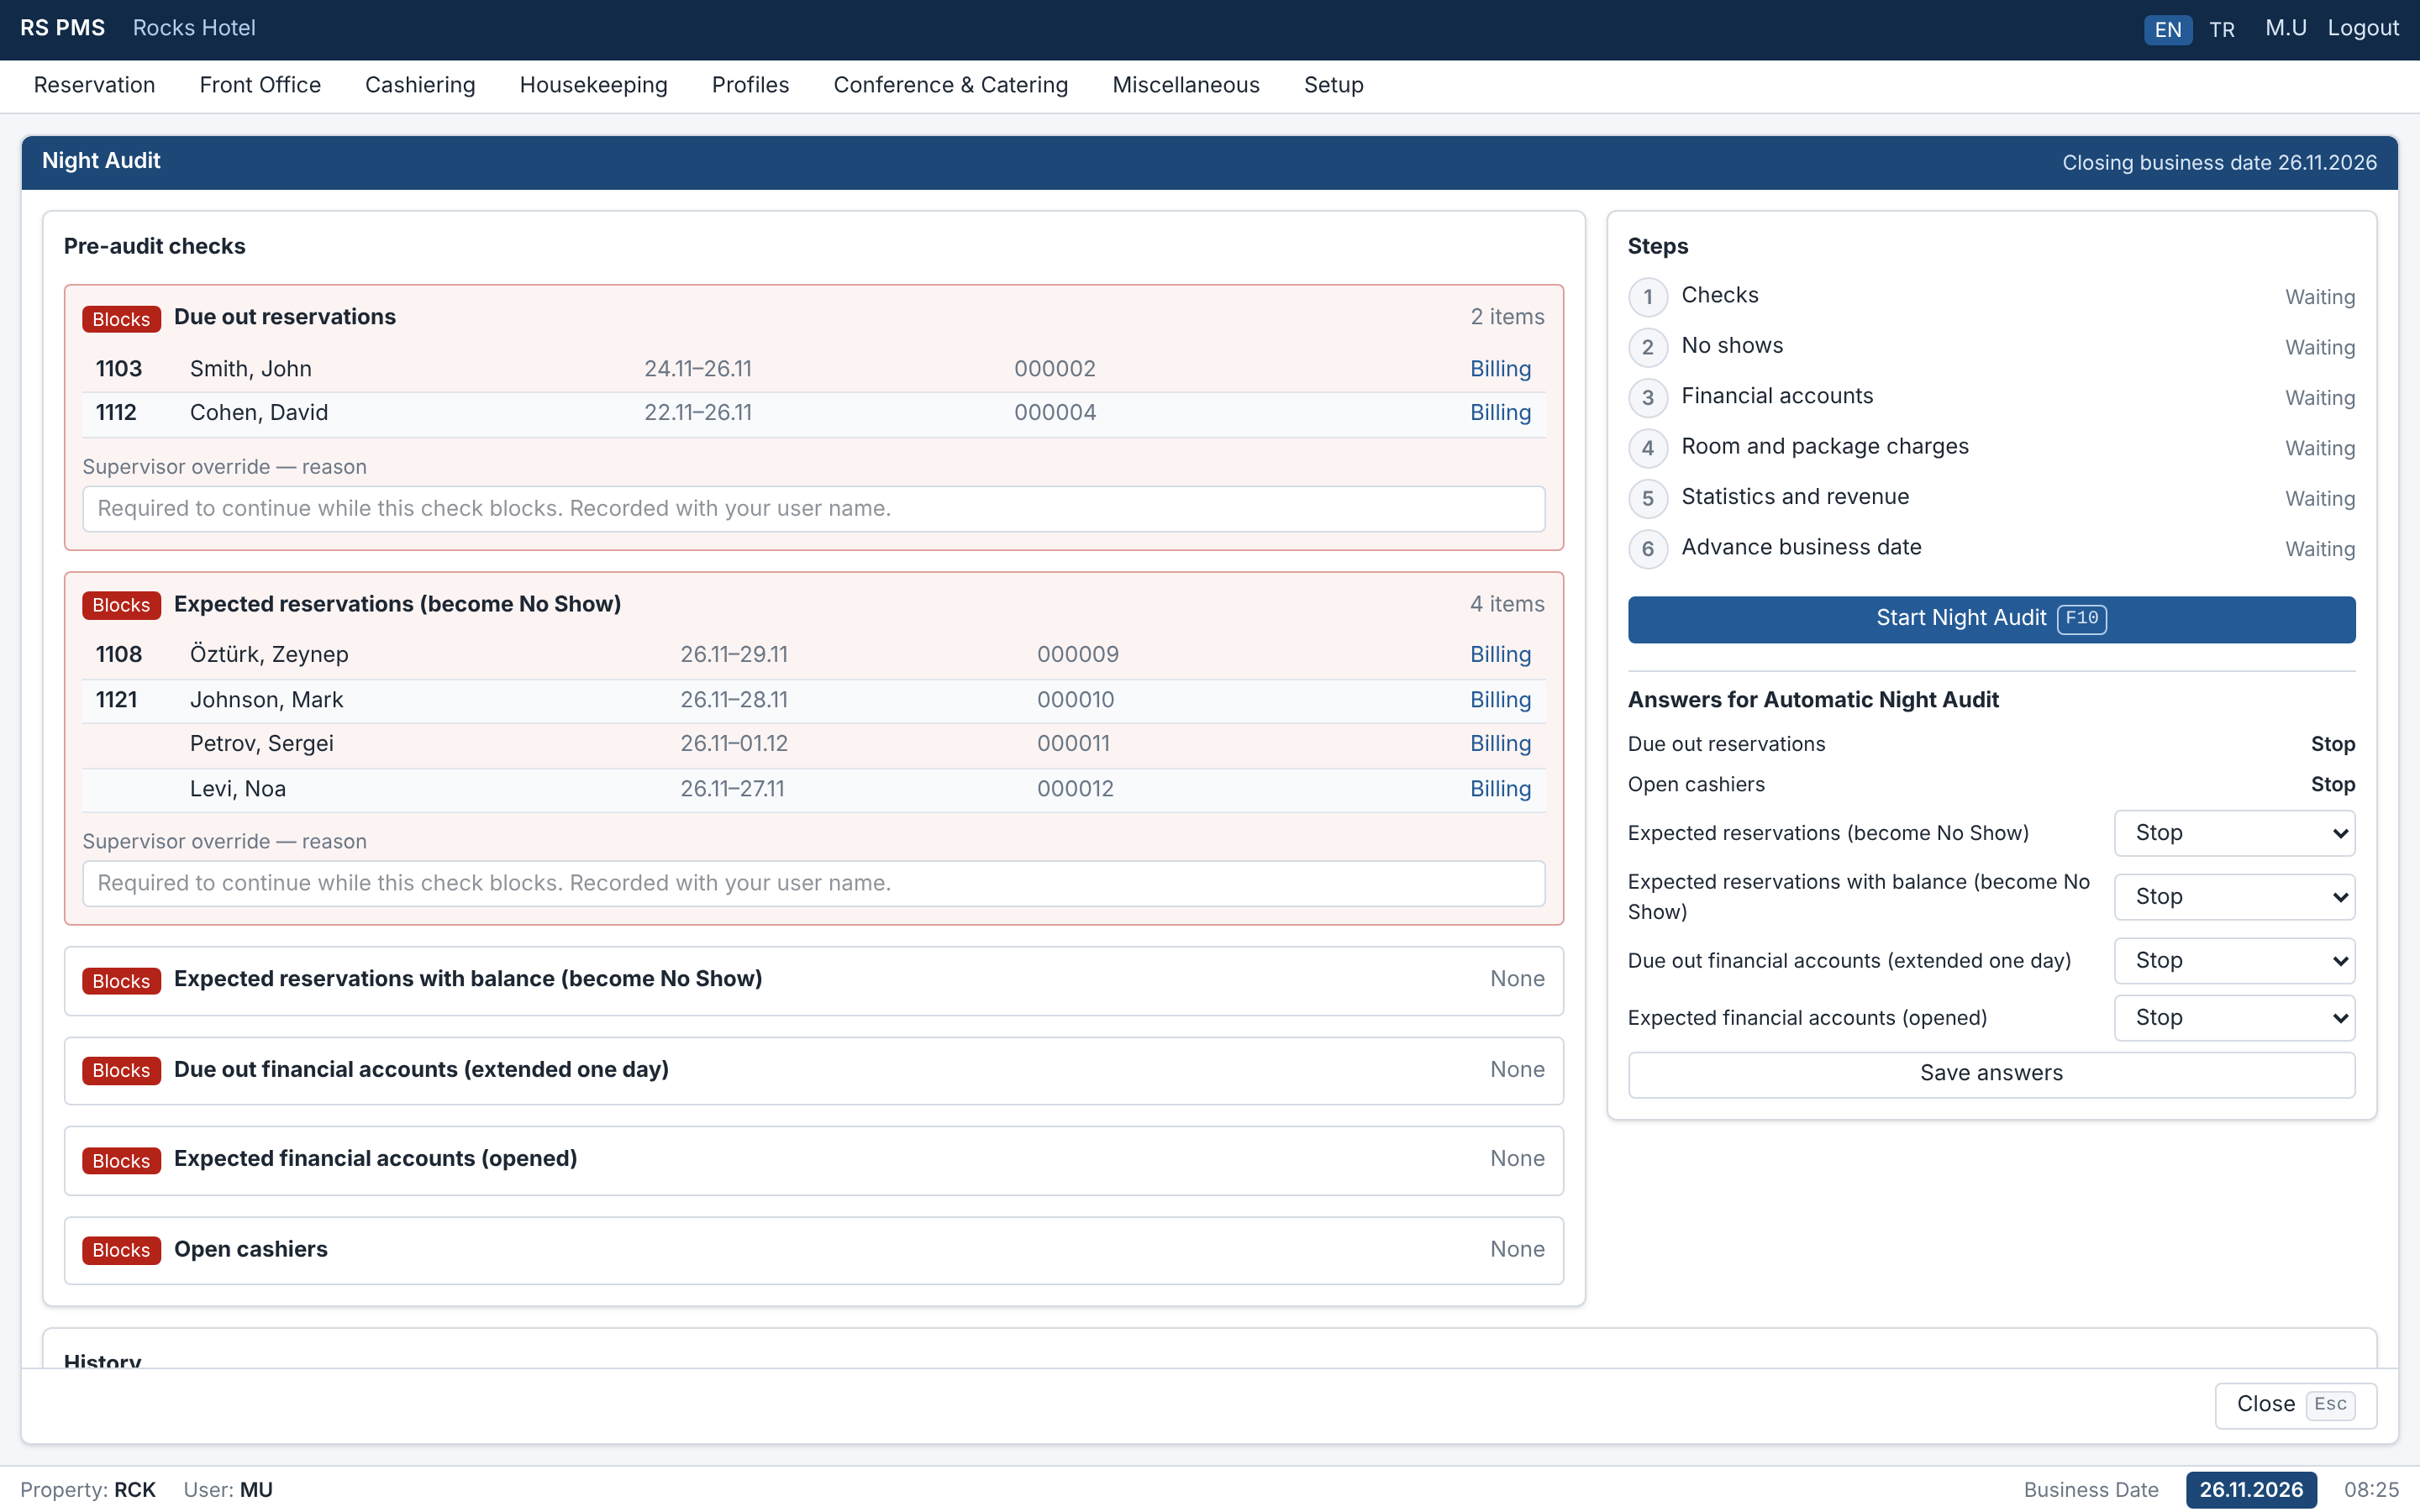 RS PMS Rocks Hotel EN TR M.U Logout
Reservation Front Office Cashiering Housekeeping Profiles Conference & Catering Miscellaneous Setup
Night Audit Closing business date 26.11.2026
Pre-audit checks
Blocks Due out reservations 2 items
1103 Smith, John 24.11–26.11 000002 Billing
1112 Cohen, David 22.11–26.11 000004 Billing
Supervisor override — reason
Required to continue while this check blocks. Recorded with your user name.
Blocks Expected reservations (become No Show) 4 items
1108 Öztürk, Zeynep 26.11–29.11 000009 Billing
1121 Johnson, Mark 26.11–28.11 000010 Billing
Petrov, Sergei 26.11–01.12 000011 Billing
Levi, Noa 26.11–27.11 000012 Billing
Supervisor override — reason
Required to continue while this check blocks. Recorded with your user name.
Blocks Expected reservations with balance (become No Show) None
Blocks Due out financial accounts (extended one day) None
Blocks Expected financial accounts (opened) None
Blocks Open cashiers None
Steps
1 Checks Waiting
2 No shows Waiting
3 Financial accounts Waiting
4 Room and package charges Waiting
5 Statistics and revenue Waiting
6 Advance business date Waiting
Start Night Audit F10
Answers for Automatic Night Audit
Due out reservations Stop
Open cashiers Stop
Expected reservations (become No Show) Stop
Expected reservations with balance (become No
Show) Stop
Due out financial accounts (extended one day) Stop
Expected financial accounts (opened) Stop
Save answers
History
Close Esc
Property: RCK User: MU Business Date 26.11.2026 08:25